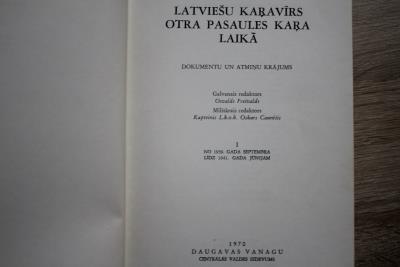 LATVIEŠU KAŖAVĪRS
OTRA PASAULES KAŖA
LAIKĀ
DOKUMENTU UN ATMIŅU KRĀJUMS
Galvenais redaktors
Osvalds Freivalds
Militārais redaktors
Kapteinis L.k.o.k. Oskars Caunītis
I
NO 1939. GADA SEPTEMBŖA
LĪDZ 1941. GADA JŪNIJAM
1970
DAUGAVAS VANAGU
CENTRĀLĀS VALDES IZDEVUMS